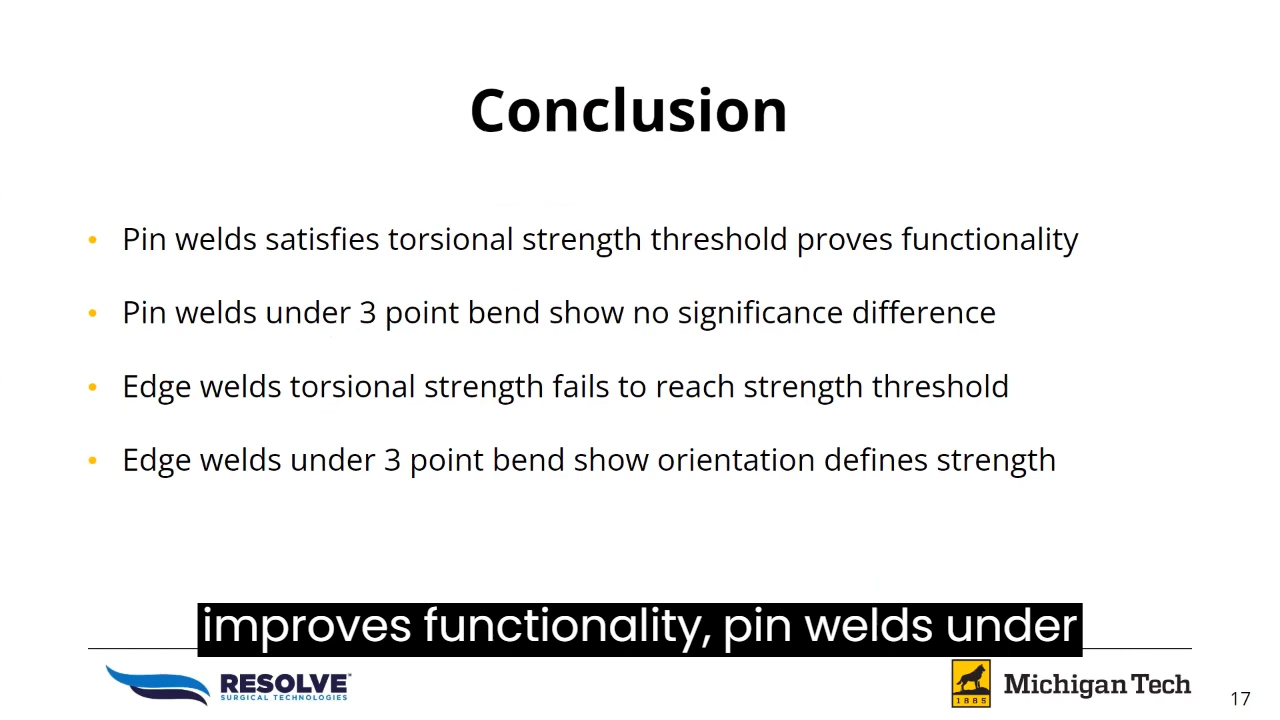 Conclusion
• Pin welds satisfies torsional strength threshold proves functionality
• Pin welds under 3 point bend show no significance difference
• Edge welds torsional strength fails to reach strength threshold
• Edge welds under 3 point bend show orientation defines strength
improves functionality, pin welds under
RESOLVE™
SURGICAL TECHNOLOGIES
1885
Michigan Tech
17